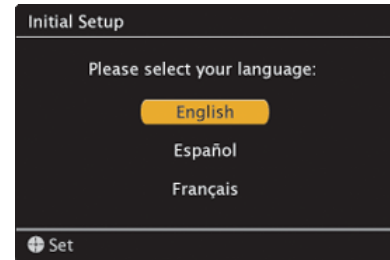 Initial Setup
Please select your language:
English
Español
Français
Set